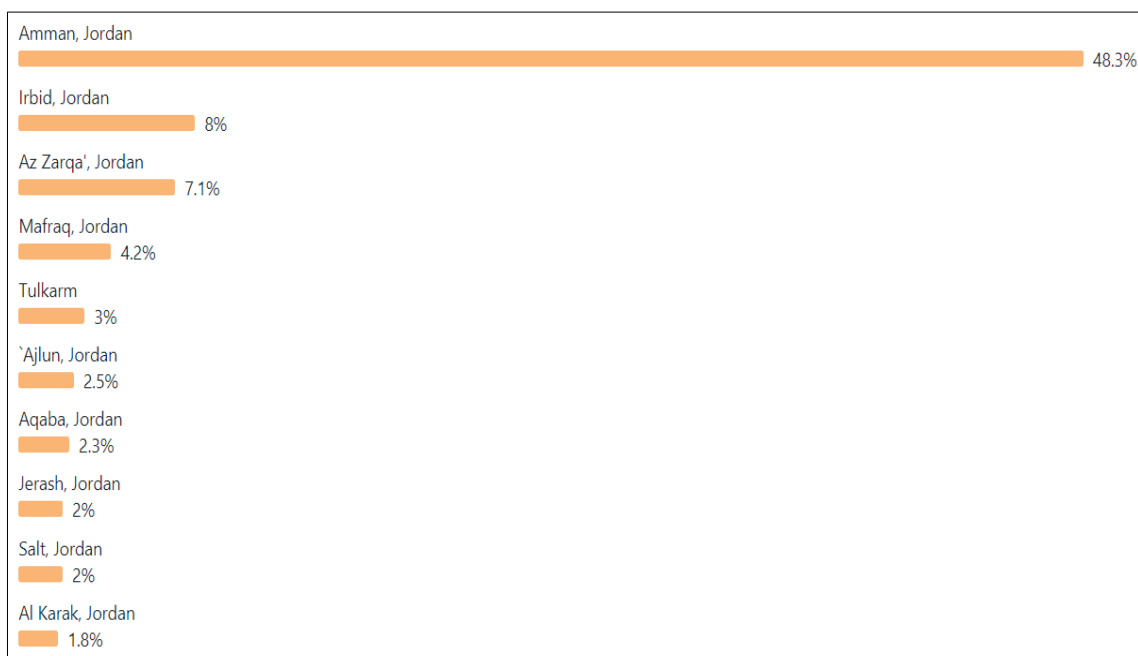 Amman, Jordan
48.3%
Irbid, Jordan
8%
Az Zarqa', Jordan
7.1%
Mafraq, Jordan
4.2%
Tulkarm
3%
`Ajlun, Jordan
2.5%
Aqaba, Jordan
2.3%
Jerash, Jordan
2%
Salt, Jordan
2%
Al Karak, Jordan
1.8%